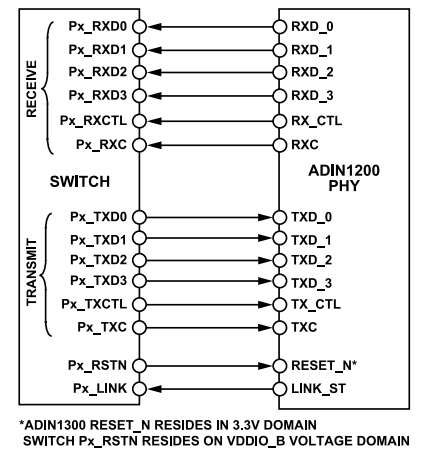 Px_RXD0 RXD_0
Px_RXD1 RXD_1
Px_RXD2 RXD_2
Px_RXD3 RXD_3
Px_RXCTL RX_CTL
Px_RXC RXC
RECEIVE
SWITCH
ADIN1200
PHY
Px_TXD0 TXD_0
Px_TXD1 TXD_1
Px_TXD2 TXD_2
Px_TXD3 TXD_3
Px_TXCTL TX_CTL
Px_TXC TXC
TRANSMIT
Px_RSTN RESET_N*
Px_LINK LINK_ST
*ADIN1300 RESET_N RESIDES IN 3.3V DOMAIN
SWITCH Px_RSTN RESIDES ON VDDIO_B VOLTAGE DOMAIN